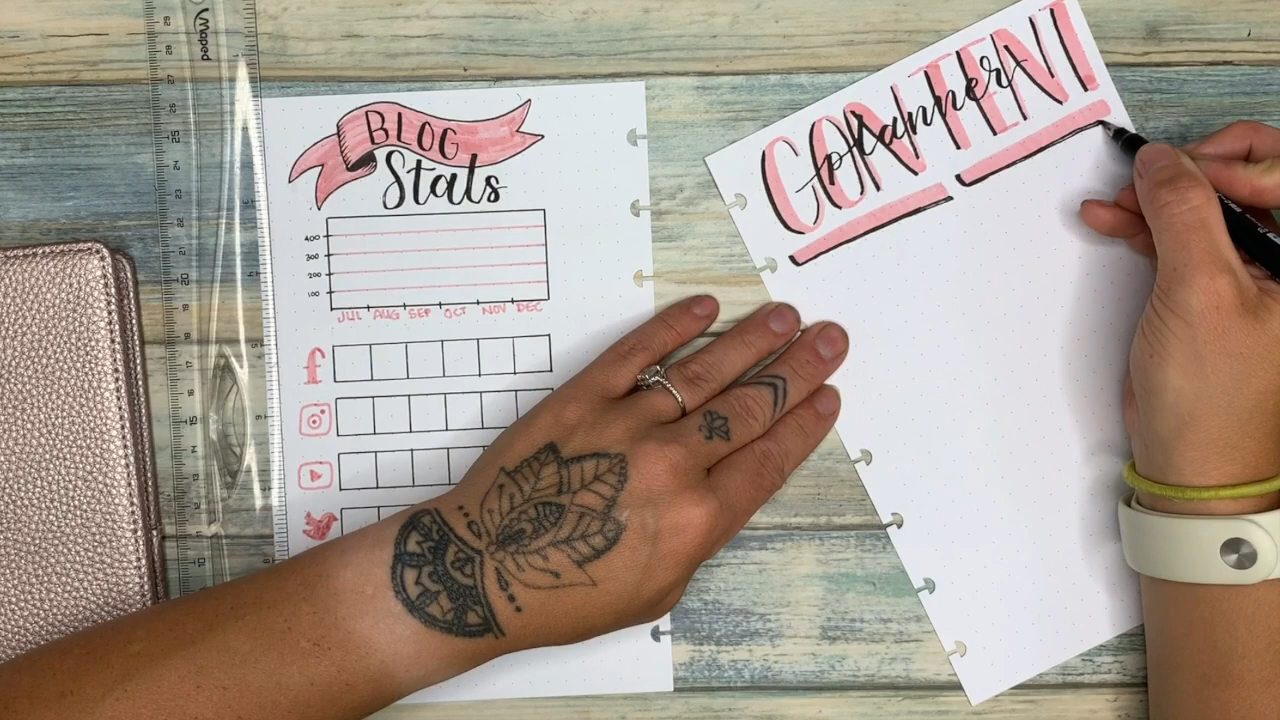 BLOG
Stats
400
300
200
100
JUL AUG SEP OCT NOV DEC
f
CONTENT
planner
Maped